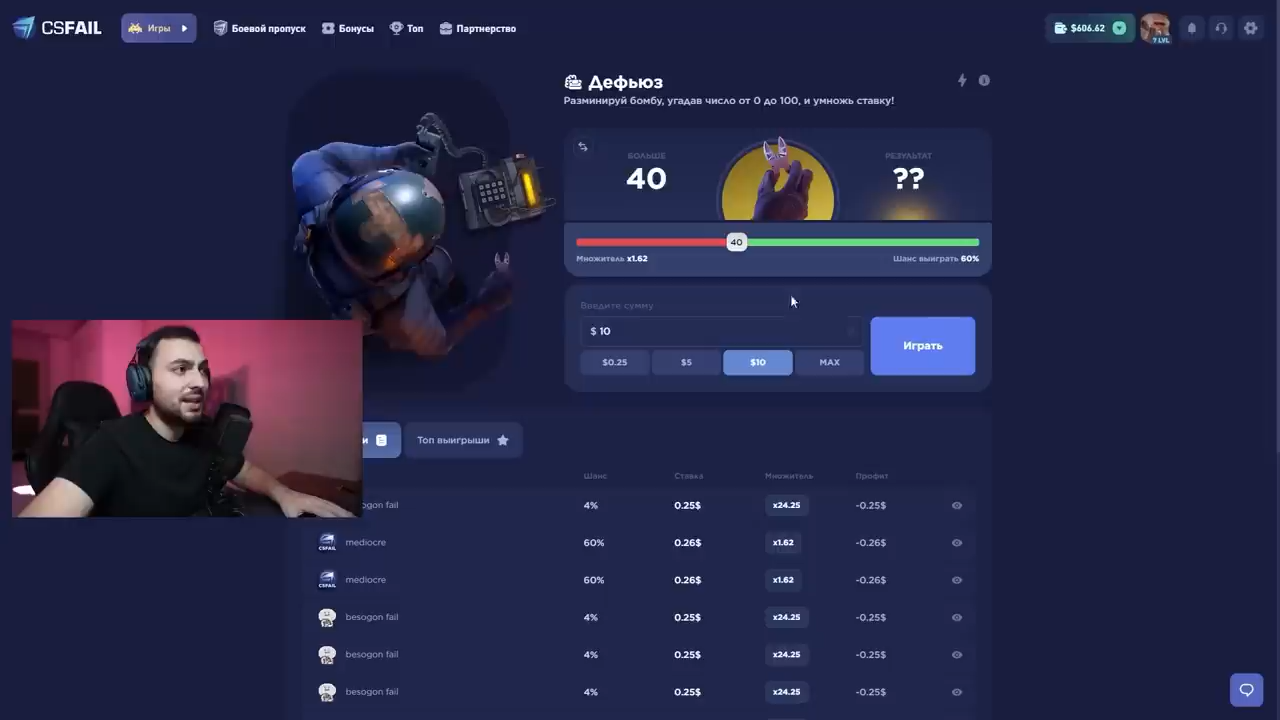 CSFAIL
Игры
Боевой пропуск
Бонусы
Топ
Партнерство
$606.62
7 LVL
Дефьюз
Разминируй бомбу, угадав число от 0 до 100, и умножь ставку!
БОЛЬШЕ
40
РЕЗУЛЬТАТ
??
40
Множитель x1.62
Шанс выиграть 60%
Введите сумму
$ 10
Играть
$0.25
$5
$10
MAX
Топ выигрыши
Шанс
Ставка
Множитель
Профит
fail
4%
0.25$
x24.25
-0.25$
CSFAIL
mediocre
60%
0.26$
x1.62
-0.26$
CSFAIL
mediocre
60%
0.26$
x1.62
-0.26$
besogon fail
4%
0.25$
x24.25
-0.25$
besogon fail
4%
0.25$
x24.25
-0.25$
besogon fail
4%
0.25$
x24.25
-0.25$